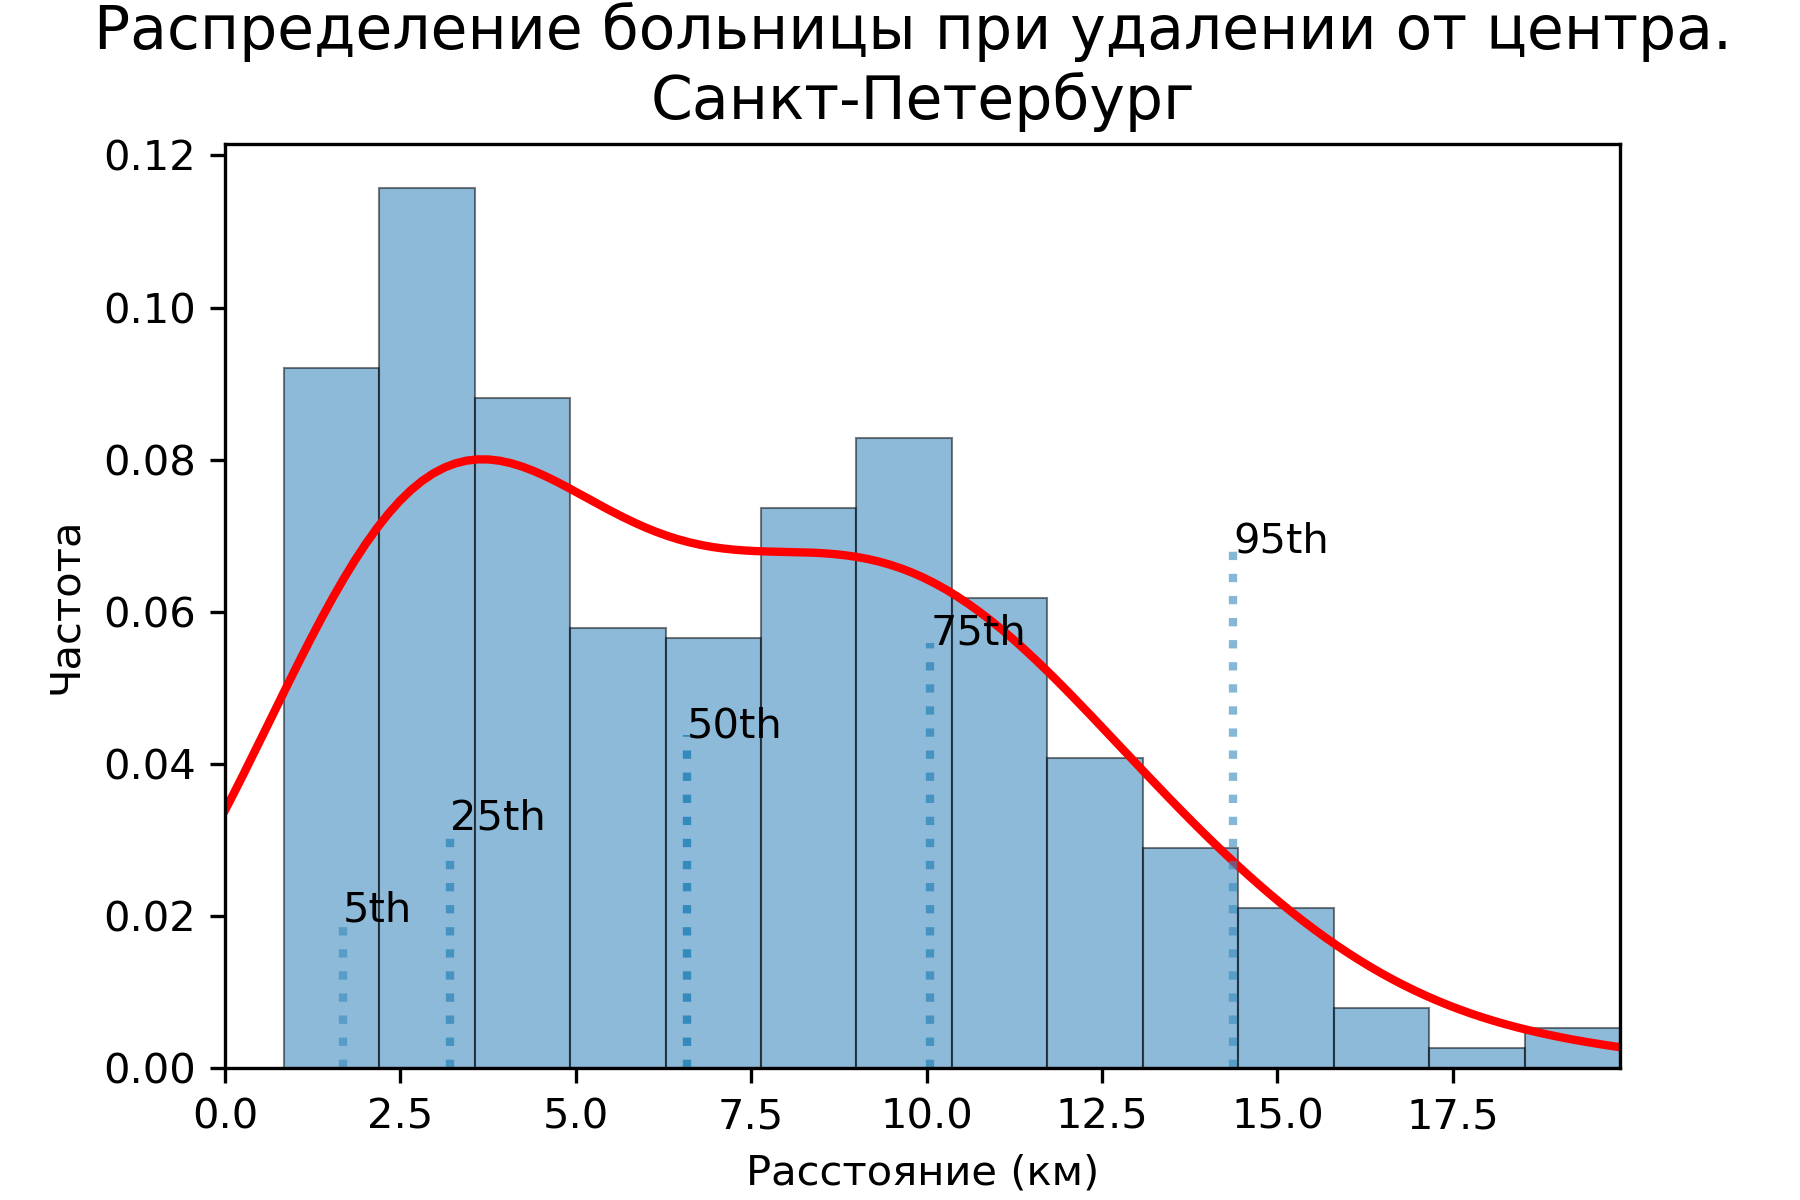 Распределение больницы при удалении от центра.
Санкт-Петербург
0.12
0.10
0.08
0.06
0.04
0.02
0.00
Частота
95th
75th
50th
25th
5th
0.0 2.5 5.0 7.5 10.0 12.5 15.0 17.5
Расстояние (км)